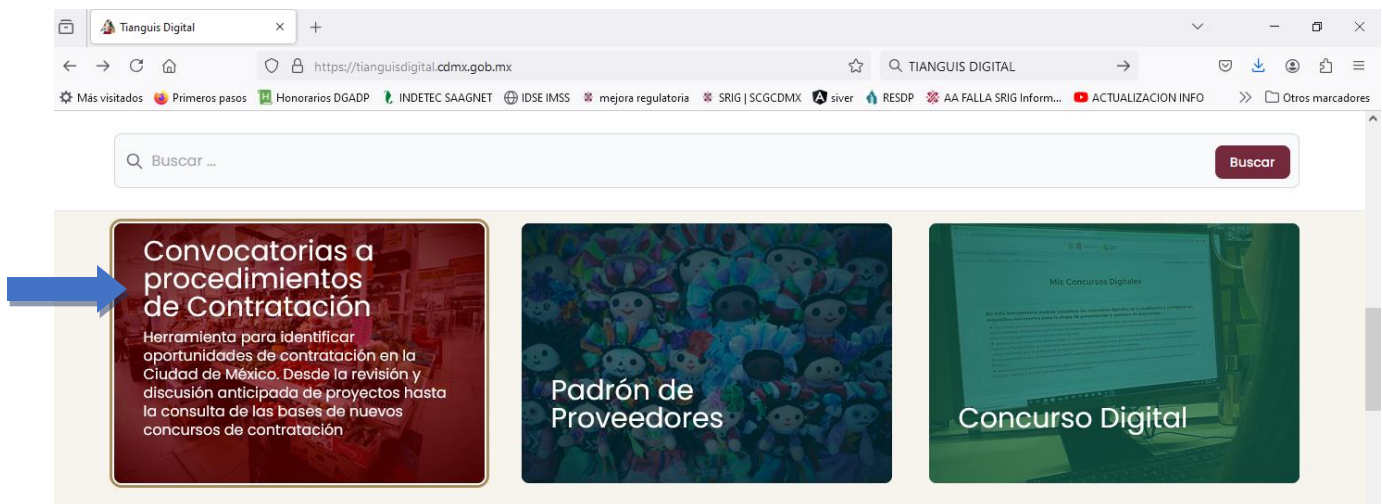 Tianguis Digital
https://tianguisdigital.cdmx.gob.mx
TIANGUIS DIGITAL
Más visitados Primeros pasos Honorarios DGADP INDETEC SAAGNET IDSE IMSS mejora regulatoria SRIG | SCGCDMX siver RESDP AA FALLA SRIG Inform... ACTUALIZACION INFO Otros marcadores
Buscar ...
Buscar
Convocatorias a
procedimientos
de Contratación
Herramienta para identificar
oportunidades de contratación en la
Ciudad de México. Desde la revisión y
discusión anticipada de proyectos hasta
la consulta de las bases de nuevos
concursos de contratación
Padrón de
Proveedores
Mis Concursos Digitales
Concurso Digital